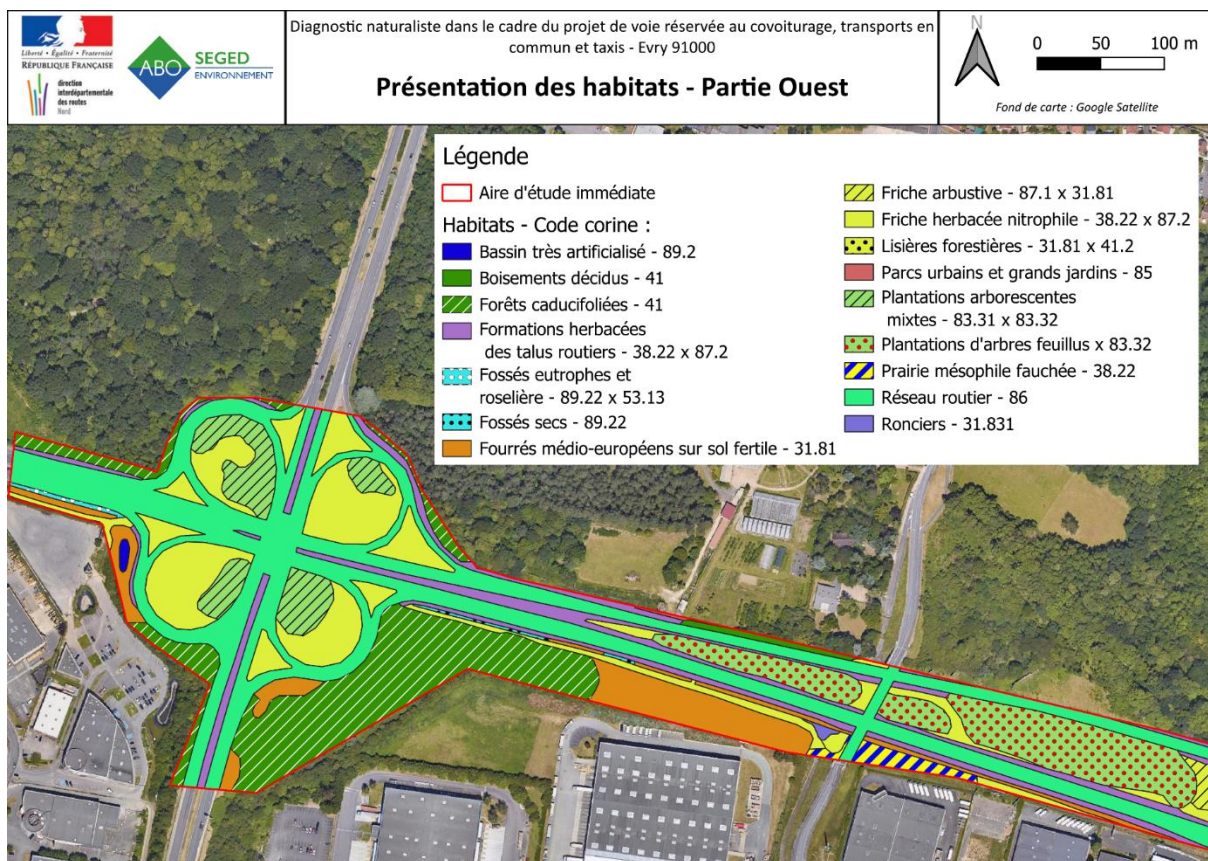 Liberté • Égalité • Fraternité
RÉPUBLIQUE FRANÇAISE
direction
interdépartementale
des routes
Nord
ABO
SEGED
ENVIRONNEMENT
Diagnostic naturaliste dans le cadre du projet de voie réservée au covoiturage, transports en
commun et taxis - Evry 91000
Présentation des habitats - Partie Ouest
N
0 50 100 m
Fond de carte : Google Satellite
Légende
Aire d'étude immédiate
Habitats - Code corine :
Bassin très artificialisé - 89.2
Boisements décidus - 41
Forêts caducifoliées - 41
Formations herbacées
des talus routiers - 38.22 x 87.2
Fossés eutrophes et
roselière - 89.22 x 53.13
Fossés secs - 89.22
Fourrés médio-européens sur sol fertile - 31.81
Friche arbustive - 87.1 x 31.81
Friche herbacée nitrophile - 38.22 x 87.2
Lisières forestières - 31.81 x 41.2
Parcs urbains et grands jardins - 85
Plantations arborescentes
mixtes - 83.31 x 83.32
Plantations d'arbres feuillus x 83.32
Prairie mésophile fauchée - 38.22
Réseau routier - 86
Ronciers - 31.831